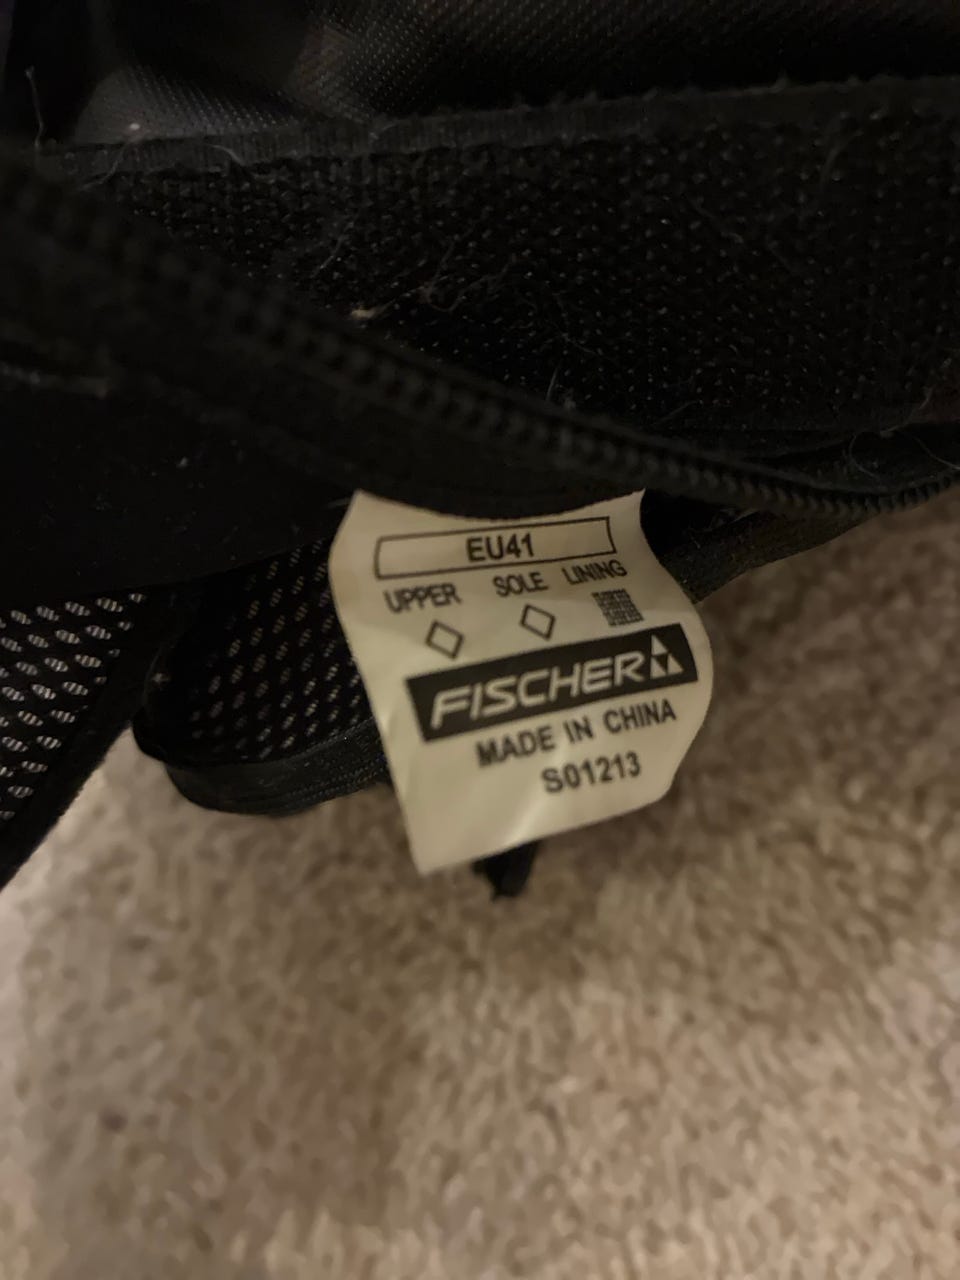 EU41
UPPER SOLE LINING
FISCHER
MADE IN CHINA
S01213